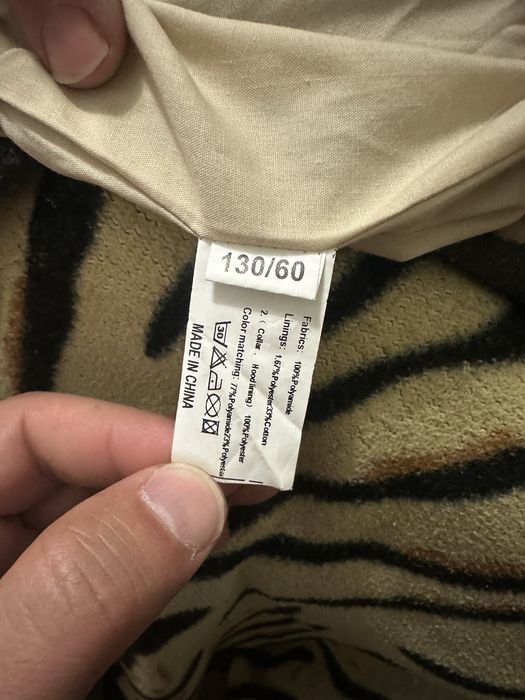 130/60
Fabrics: 100%Polyamide
Linings: 1.67%Polyester33%Cotton
2.( Collar 、 Hood lining) 100%Polyester
Color matching: 77%Polyamide23%Polyester
30
MADE IN CHINA